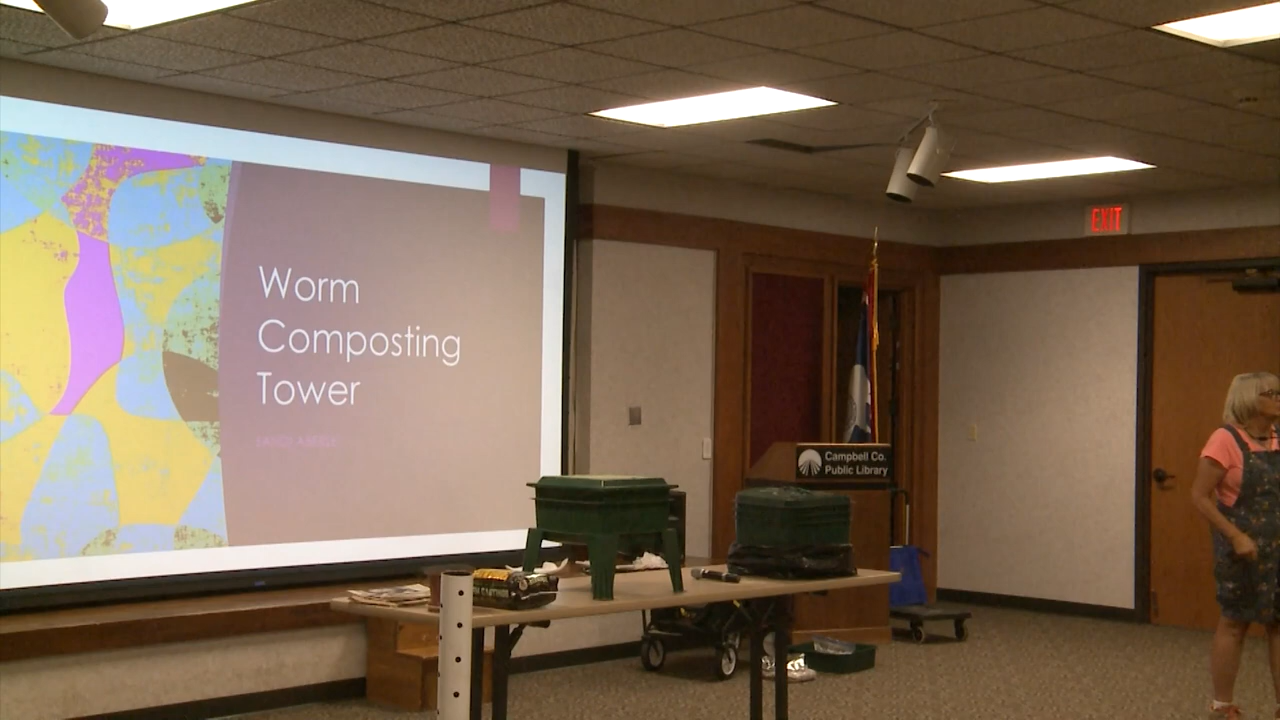 Worm
Composting
Tower
EXIT
Campbell Co.
Public Library